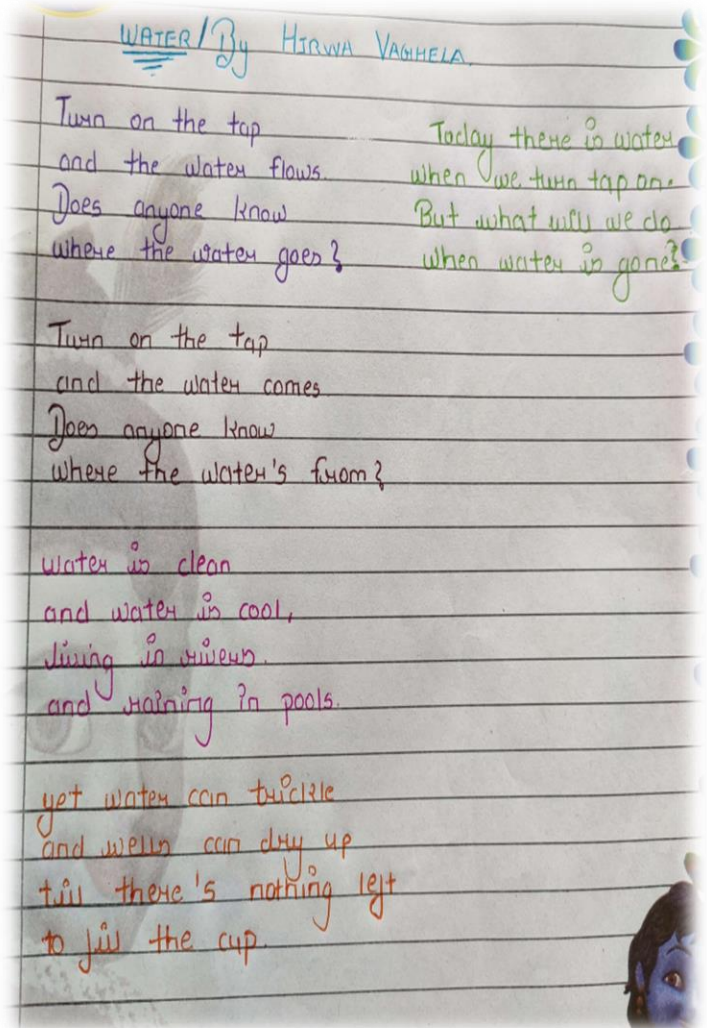 WATER / By HIRWA VAGHELA.
Turn on the tap
and the water flows.
Does anyone know
where the water goes?
Turn on the tap
and the water comes
Does anyone know
where the water's from?
water is clean
and water is cool,
living in rivers.
and raining in pools.
yet water can trickle
and wells can dry up
till there's nothing left
to fill the cup.
Today there is water
when we turn tap on.
But what will we do
when water is gone?